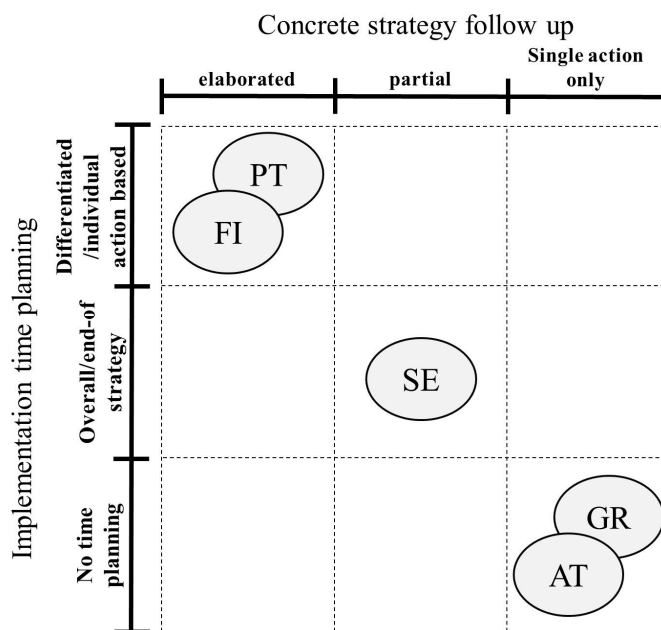 Concrete strategy follow up
elaborated
partial
Single action
only
Implementation time planning
Differentiated
/individual
action based
PT
FI
Overall/end-of
strategy
SE
No time
planning
GR
AT